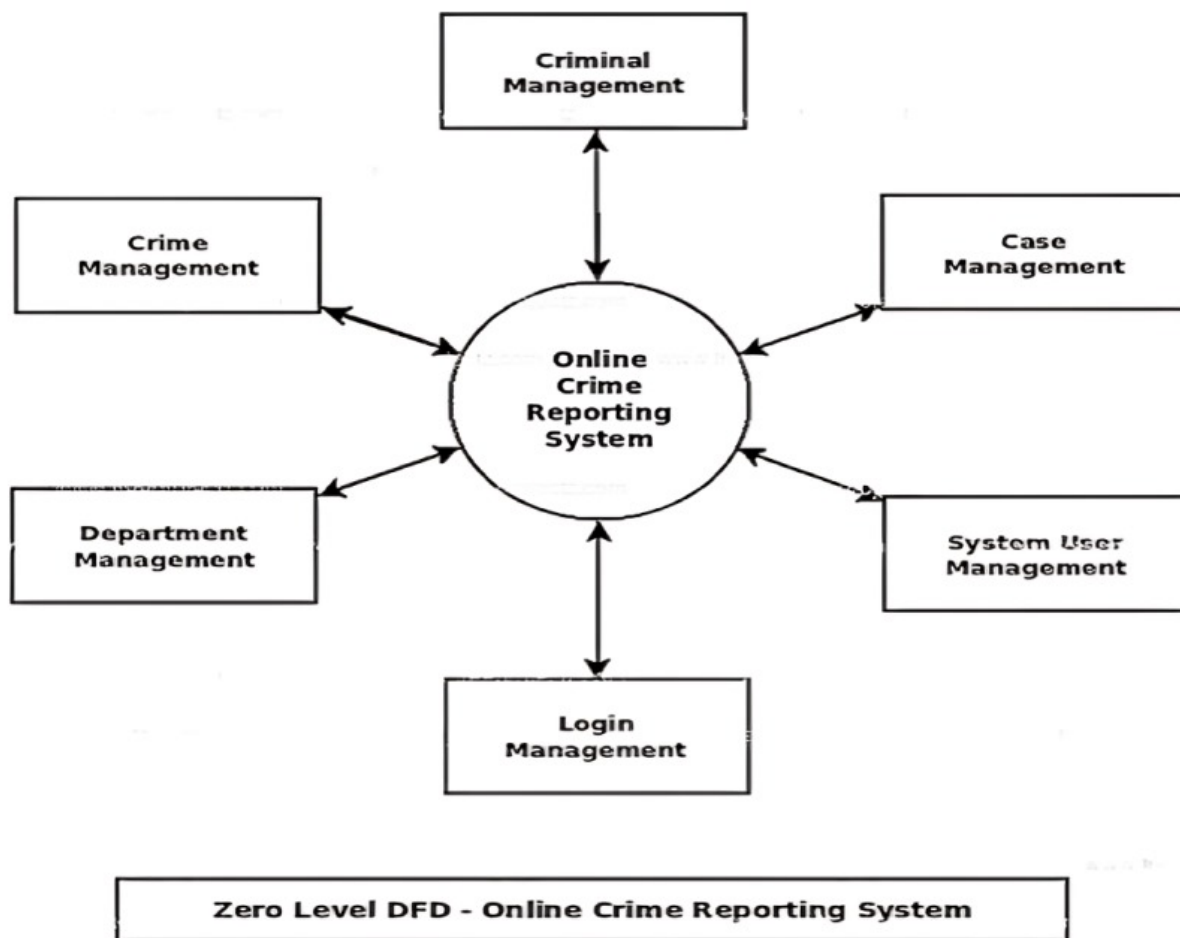 Criminal
Management
Crime
Management
Case
Management
Online
Crime
Reporting
System
Department
Management
System User
Management
Login
Management
Zero Level DFD - Online Crime Reporting System